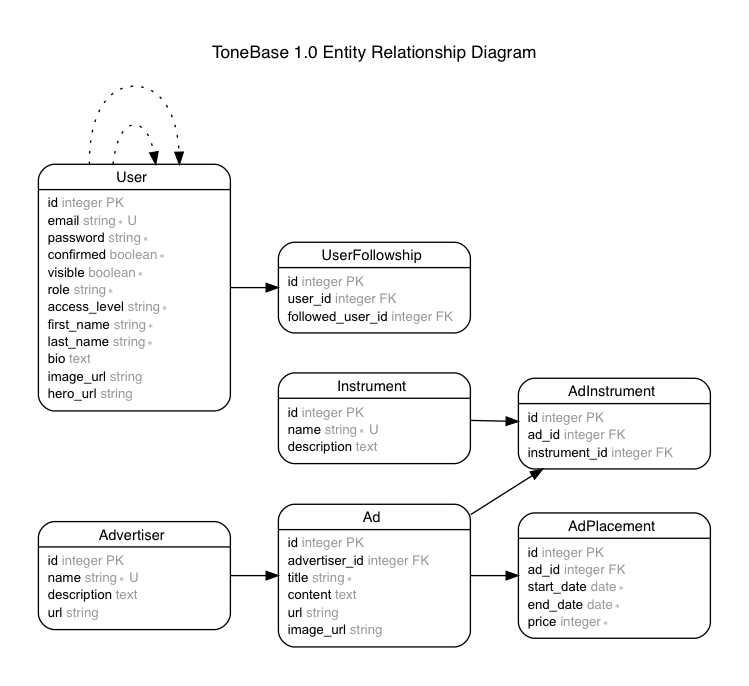 ToneBase 1.0 Entity Relationship Diagram
User
id integer PK
email string * U
password string *
confirmed boolean *
visible boolean *
role string *
access_level string *
first_name string *
last_name string *
bio text
image_url string
hero_url string
UserFollowship
id integer PK
user_id integer FK
followed_user_id integer FK
Instrument
id integer PK
name string * U
description text
AdInstrument
id integer PK
ad_id integer FK
instrument_id integer FK
Advertiser
id integer PK
name string * U
description text
url string
Ad
id integer PK
advertiser_id integer FK
title string *
content text
url string
image_url string
AdPlacement
id integer PK
ad_id integer FK
start_date date *
end_date date *
price integer *